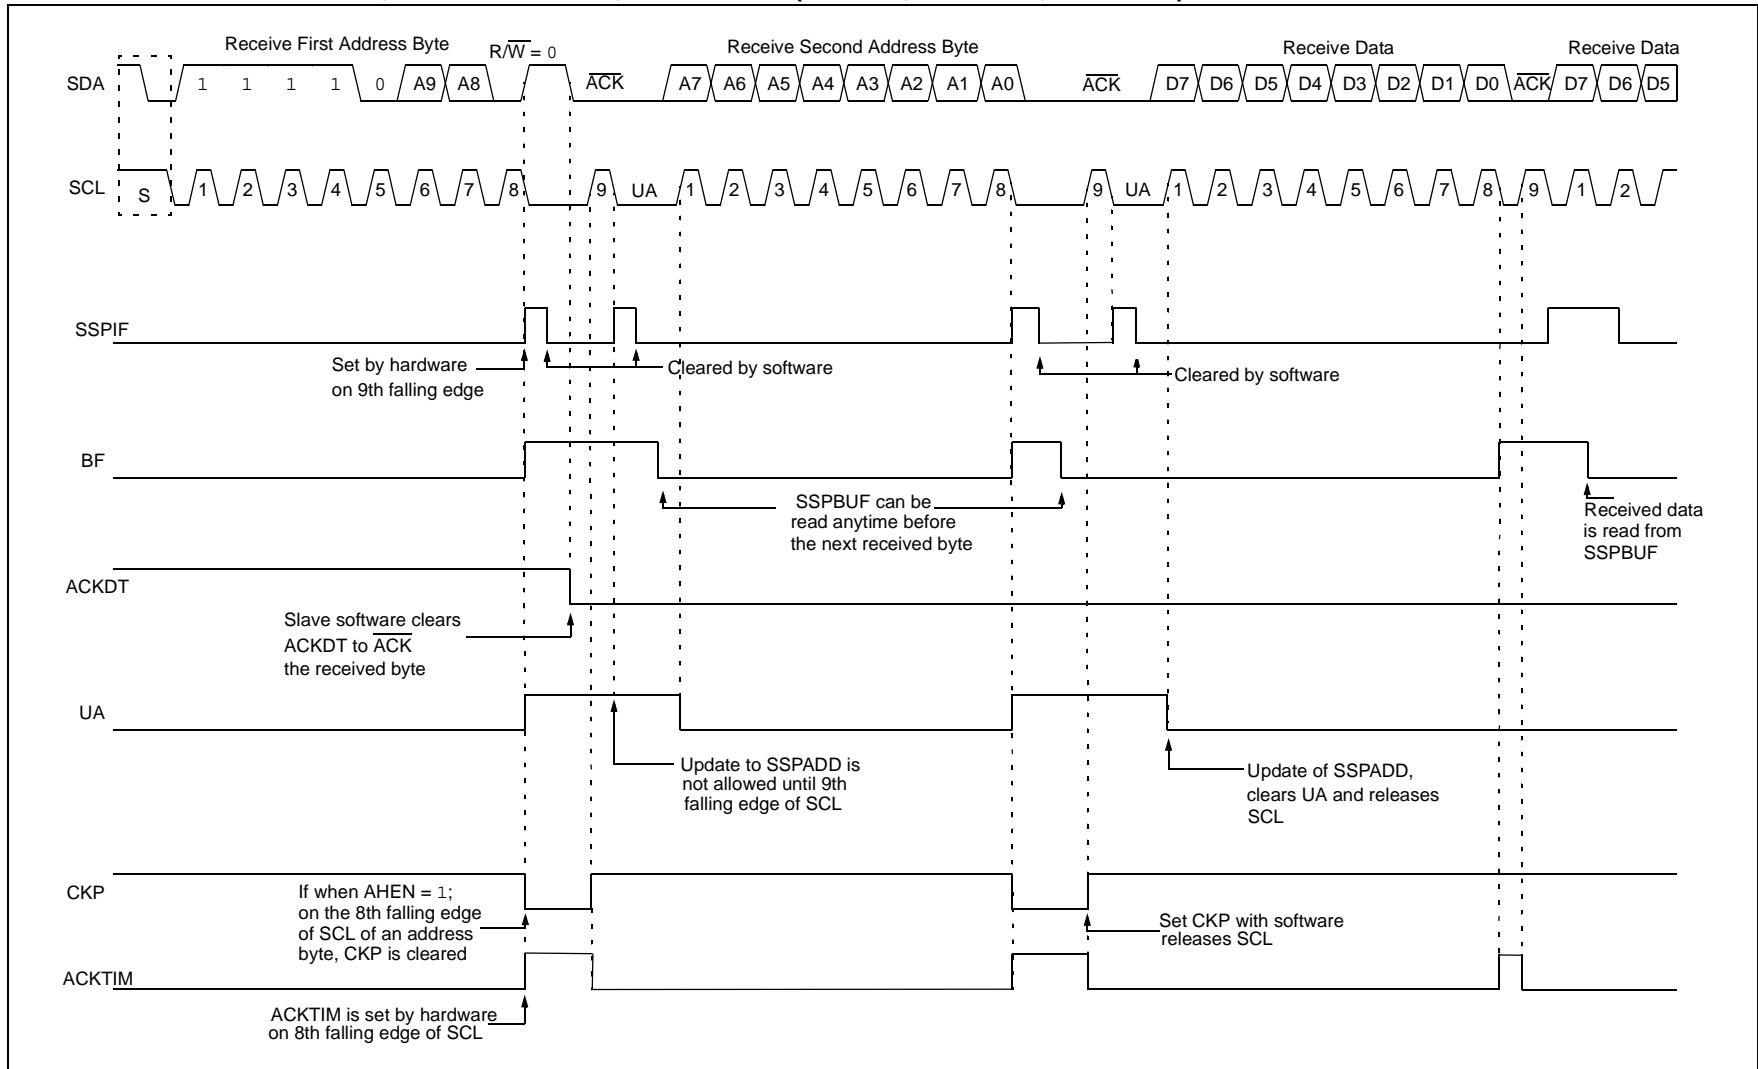 Receive First Address Byte
R/W = 0
Receive Second Address Byte
Receive Data
Receive Data
SDA
1 1 1 1 0 A9 A8
ACK
A7 A6 A5 A4 A3 A2 A1 A0
ACK
D7 D6 D5 D4 D3 D2 D1 D0
ACK
D7 D6 D5
SCL
S
1 2 3 4 5 6 7 8
9 UA
1 2 3 4 5 6 7 8
9 UA
1 2 3 4 5 6 7 8
9
1 2
SSPIF
Set by hardware
on 9th falling edge
Cleared by software
Cleared by software
BF
SSPBUF can be
read anytime before
the next received byte
Received data
is read from
SSPBUF
ACKDT
Slave software clears
ACKDT to ACK
the received byte
UA
Update to SSPADD is
not allowed until 9th
falling edge of SCL
Update of SSPADD,
clears UA and releases
SCL
CKP
If when AHEN = 1;
on the 8th falling edge
of SCL of an address
byte, CKP is cleared
Set CKP with software
releases SCL
ACKTIM
ACKTIM is set by hardware
on 8th falling edge of SCL